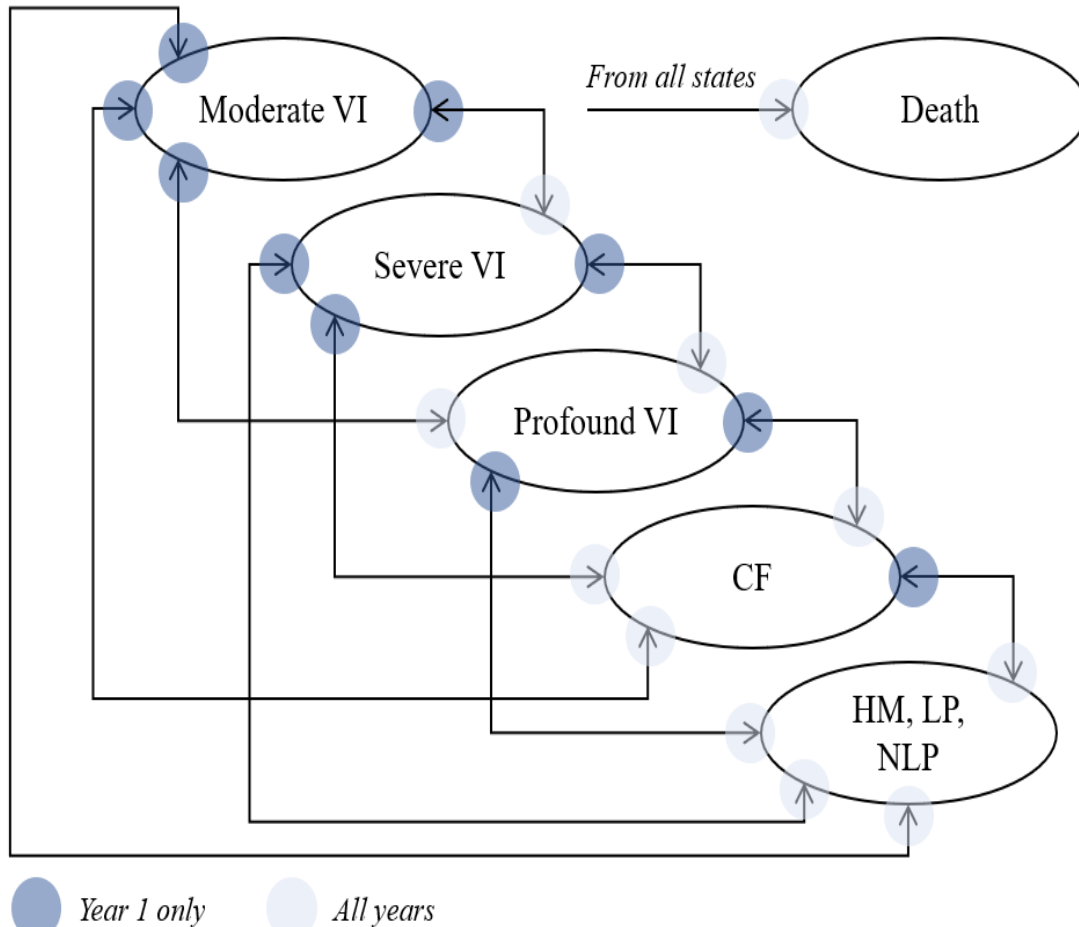 Moderate VI
From all states
Death
Severe VI
Profound VI
CF
HM, LP,
NLP
Year 1 only
All years